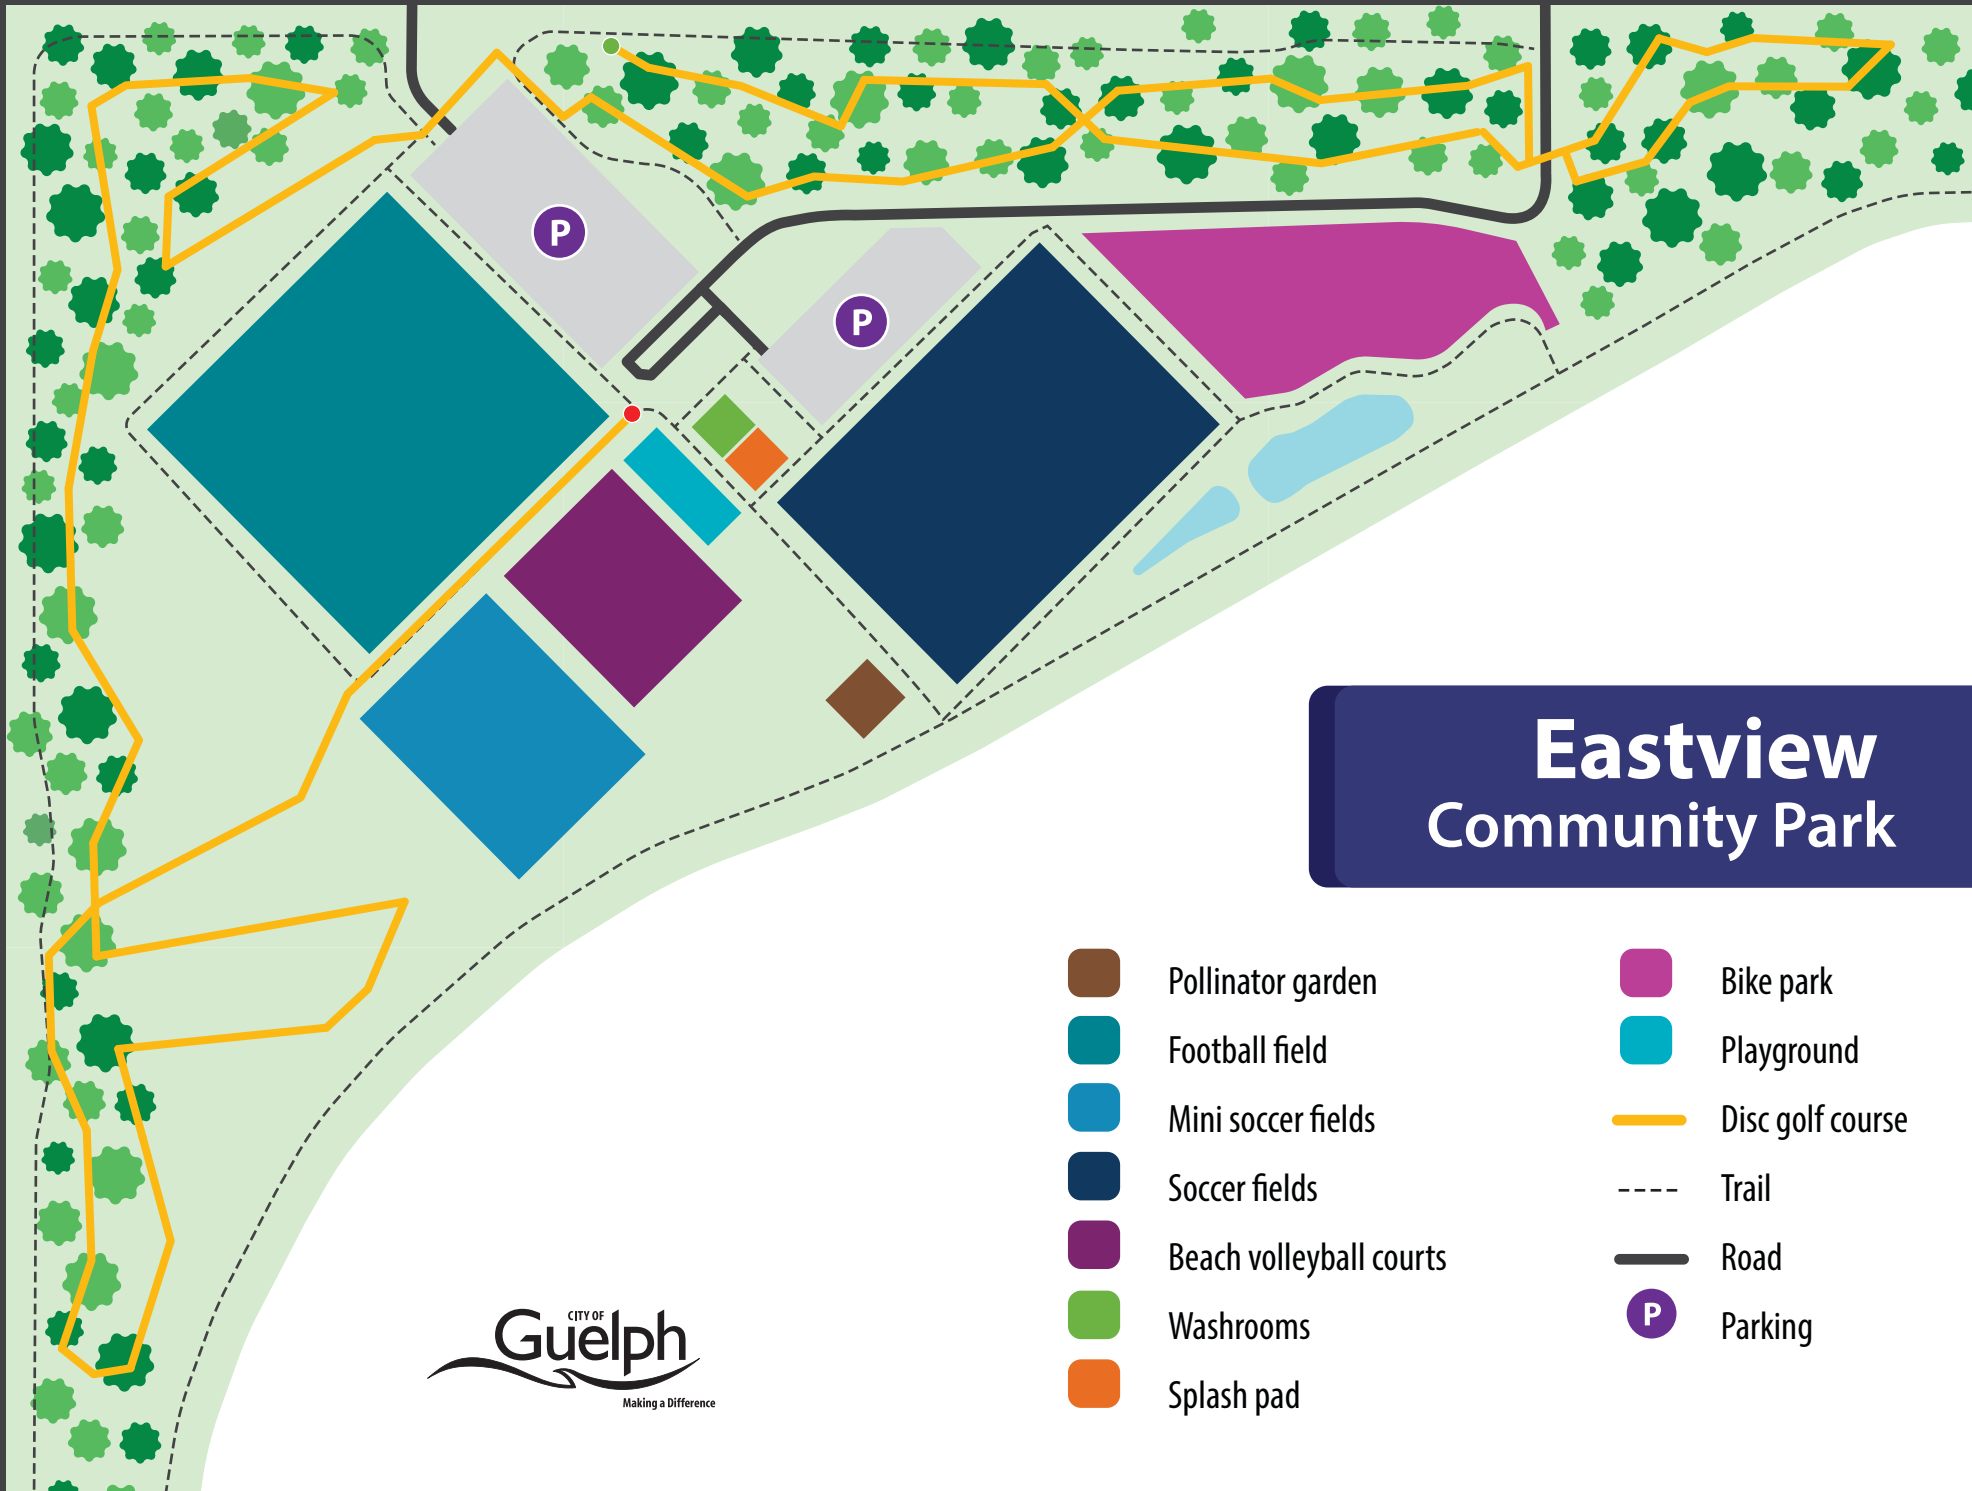 P
P
Eastview
Community Park
Pollinator garden
Football field
Mini soccer fields
Soccer fields
Beach volleyball courts
Washrooms
Splash pad
Bike park
Playground
Disc golf course
Trail
Road
P
Parking
CITY OF
Guelph
Making a Difference